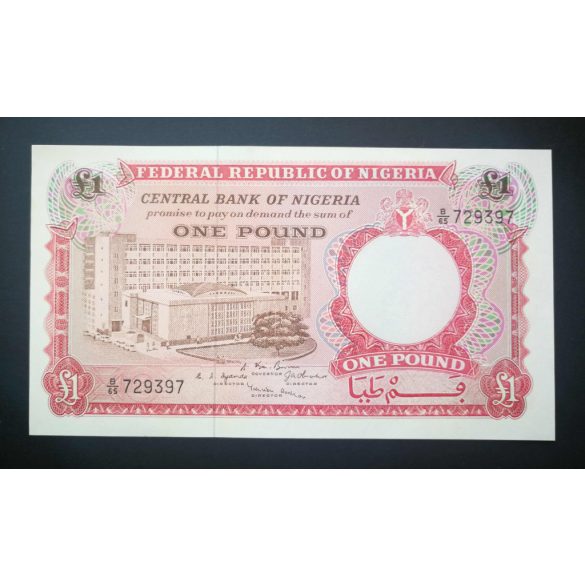 FEDERAL REPUBLIC OF NIGERIA
£1
£1
CENTRAL BANK OF NIGERIA
promise to pay on demand the sum of
ONE POUND
B/65 729397
GOVERNOR
DIRECTOR
DIRECTOR
DIRECTOR
B/65 729397
ONE POUND
£1
£1